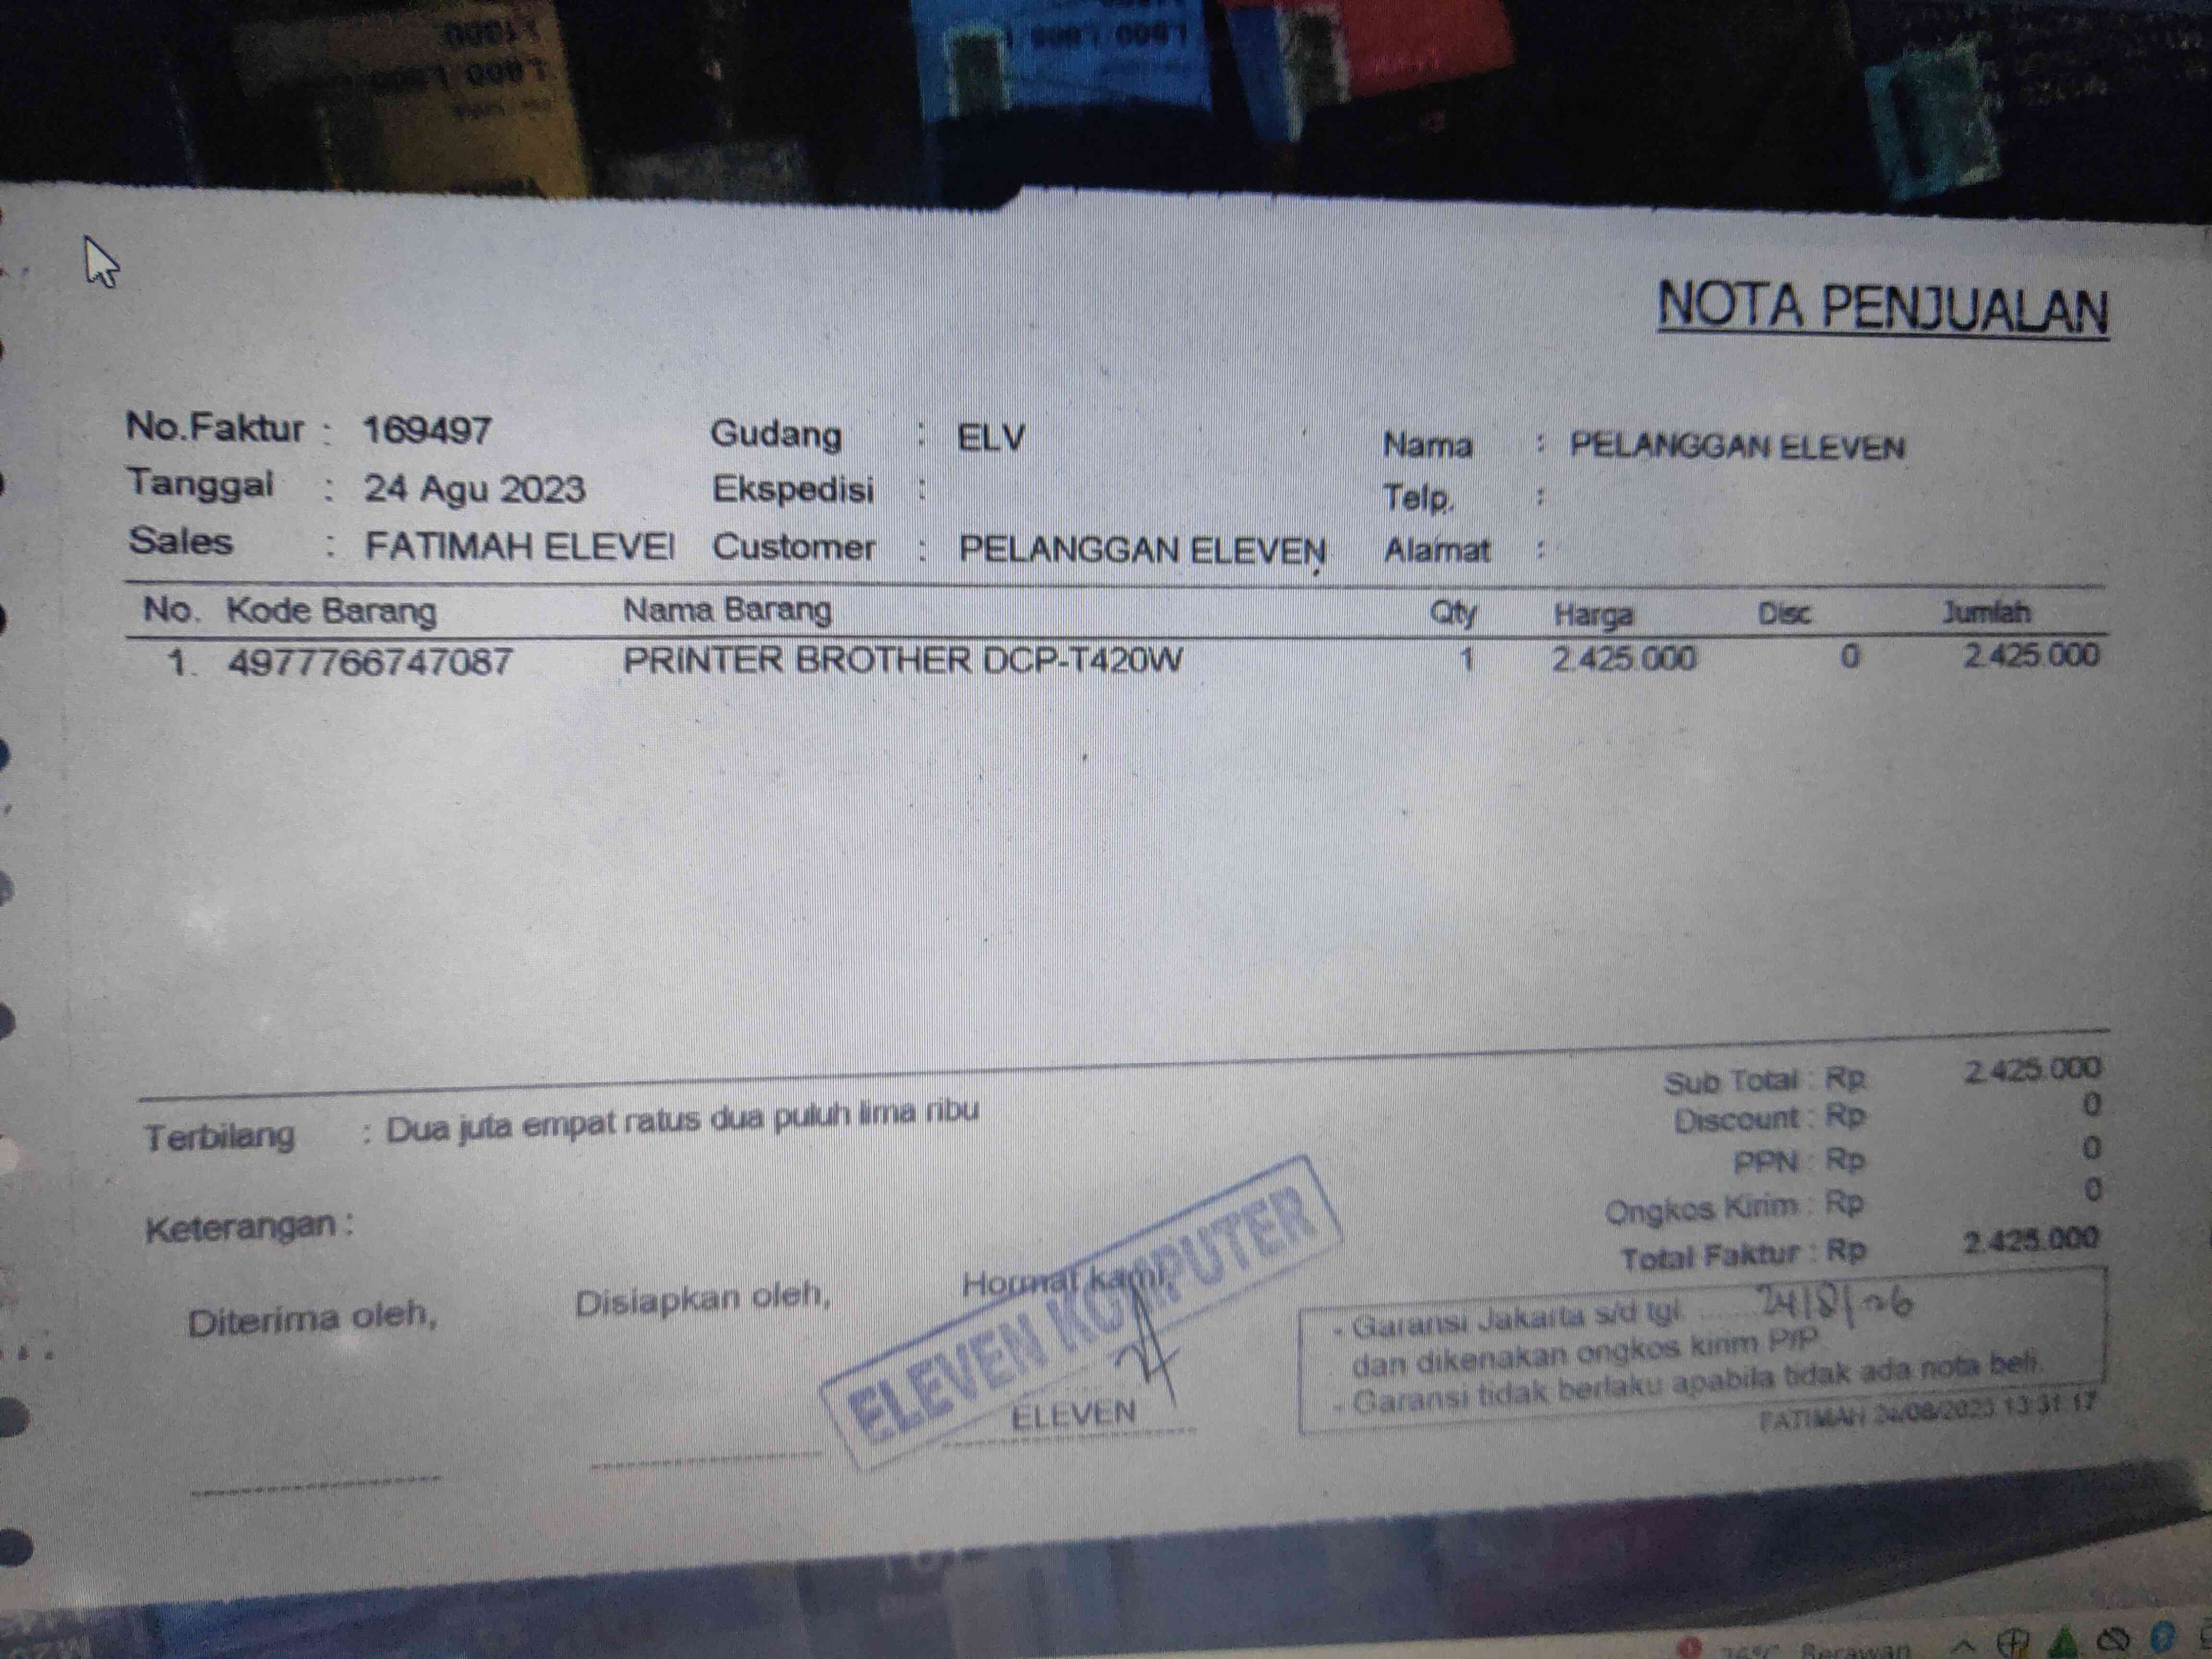 NOTA PENJUALAN
No.Faktur : 169497 Gudang : ELV Nama : PELANGGAN ELEVEN
Tanggal : 24 Agu 2023 Ekspedisi : Telp. :
Sales : FATIMAH ELEVEI Customer : PELANGGAN ELEVEN Alamat :
No. Kode Barang Nama Barang Qty Harga Disc Jumlah
1. 4977766747087 PRINTER BROTHER DCP-T420W 1 2.425.000 0 2.425.000
Sub Total : Rp 2.425.000
Terbilang : Dua juta empat ratus dua puluh lima ribu
Discount : Rp 0
PPN : Rp 0
Keterangan :
Ongkos Kirim : Rp 0
Total Faktur : Rp 2.425.000
Diterima oleh, Disiapkan oleh, Hormat kami,
ELEVEN KOMPUTER
ELEVEN
- Garansi Jakarta s/d tgl. ...... 24/8/26
dan dikenakan ongkos kirim P/P
- Garansi tidak berlaku apabila tidak ada nota beli.
FATIMAH 24/08/2023 13:31:17
36°C Berawan